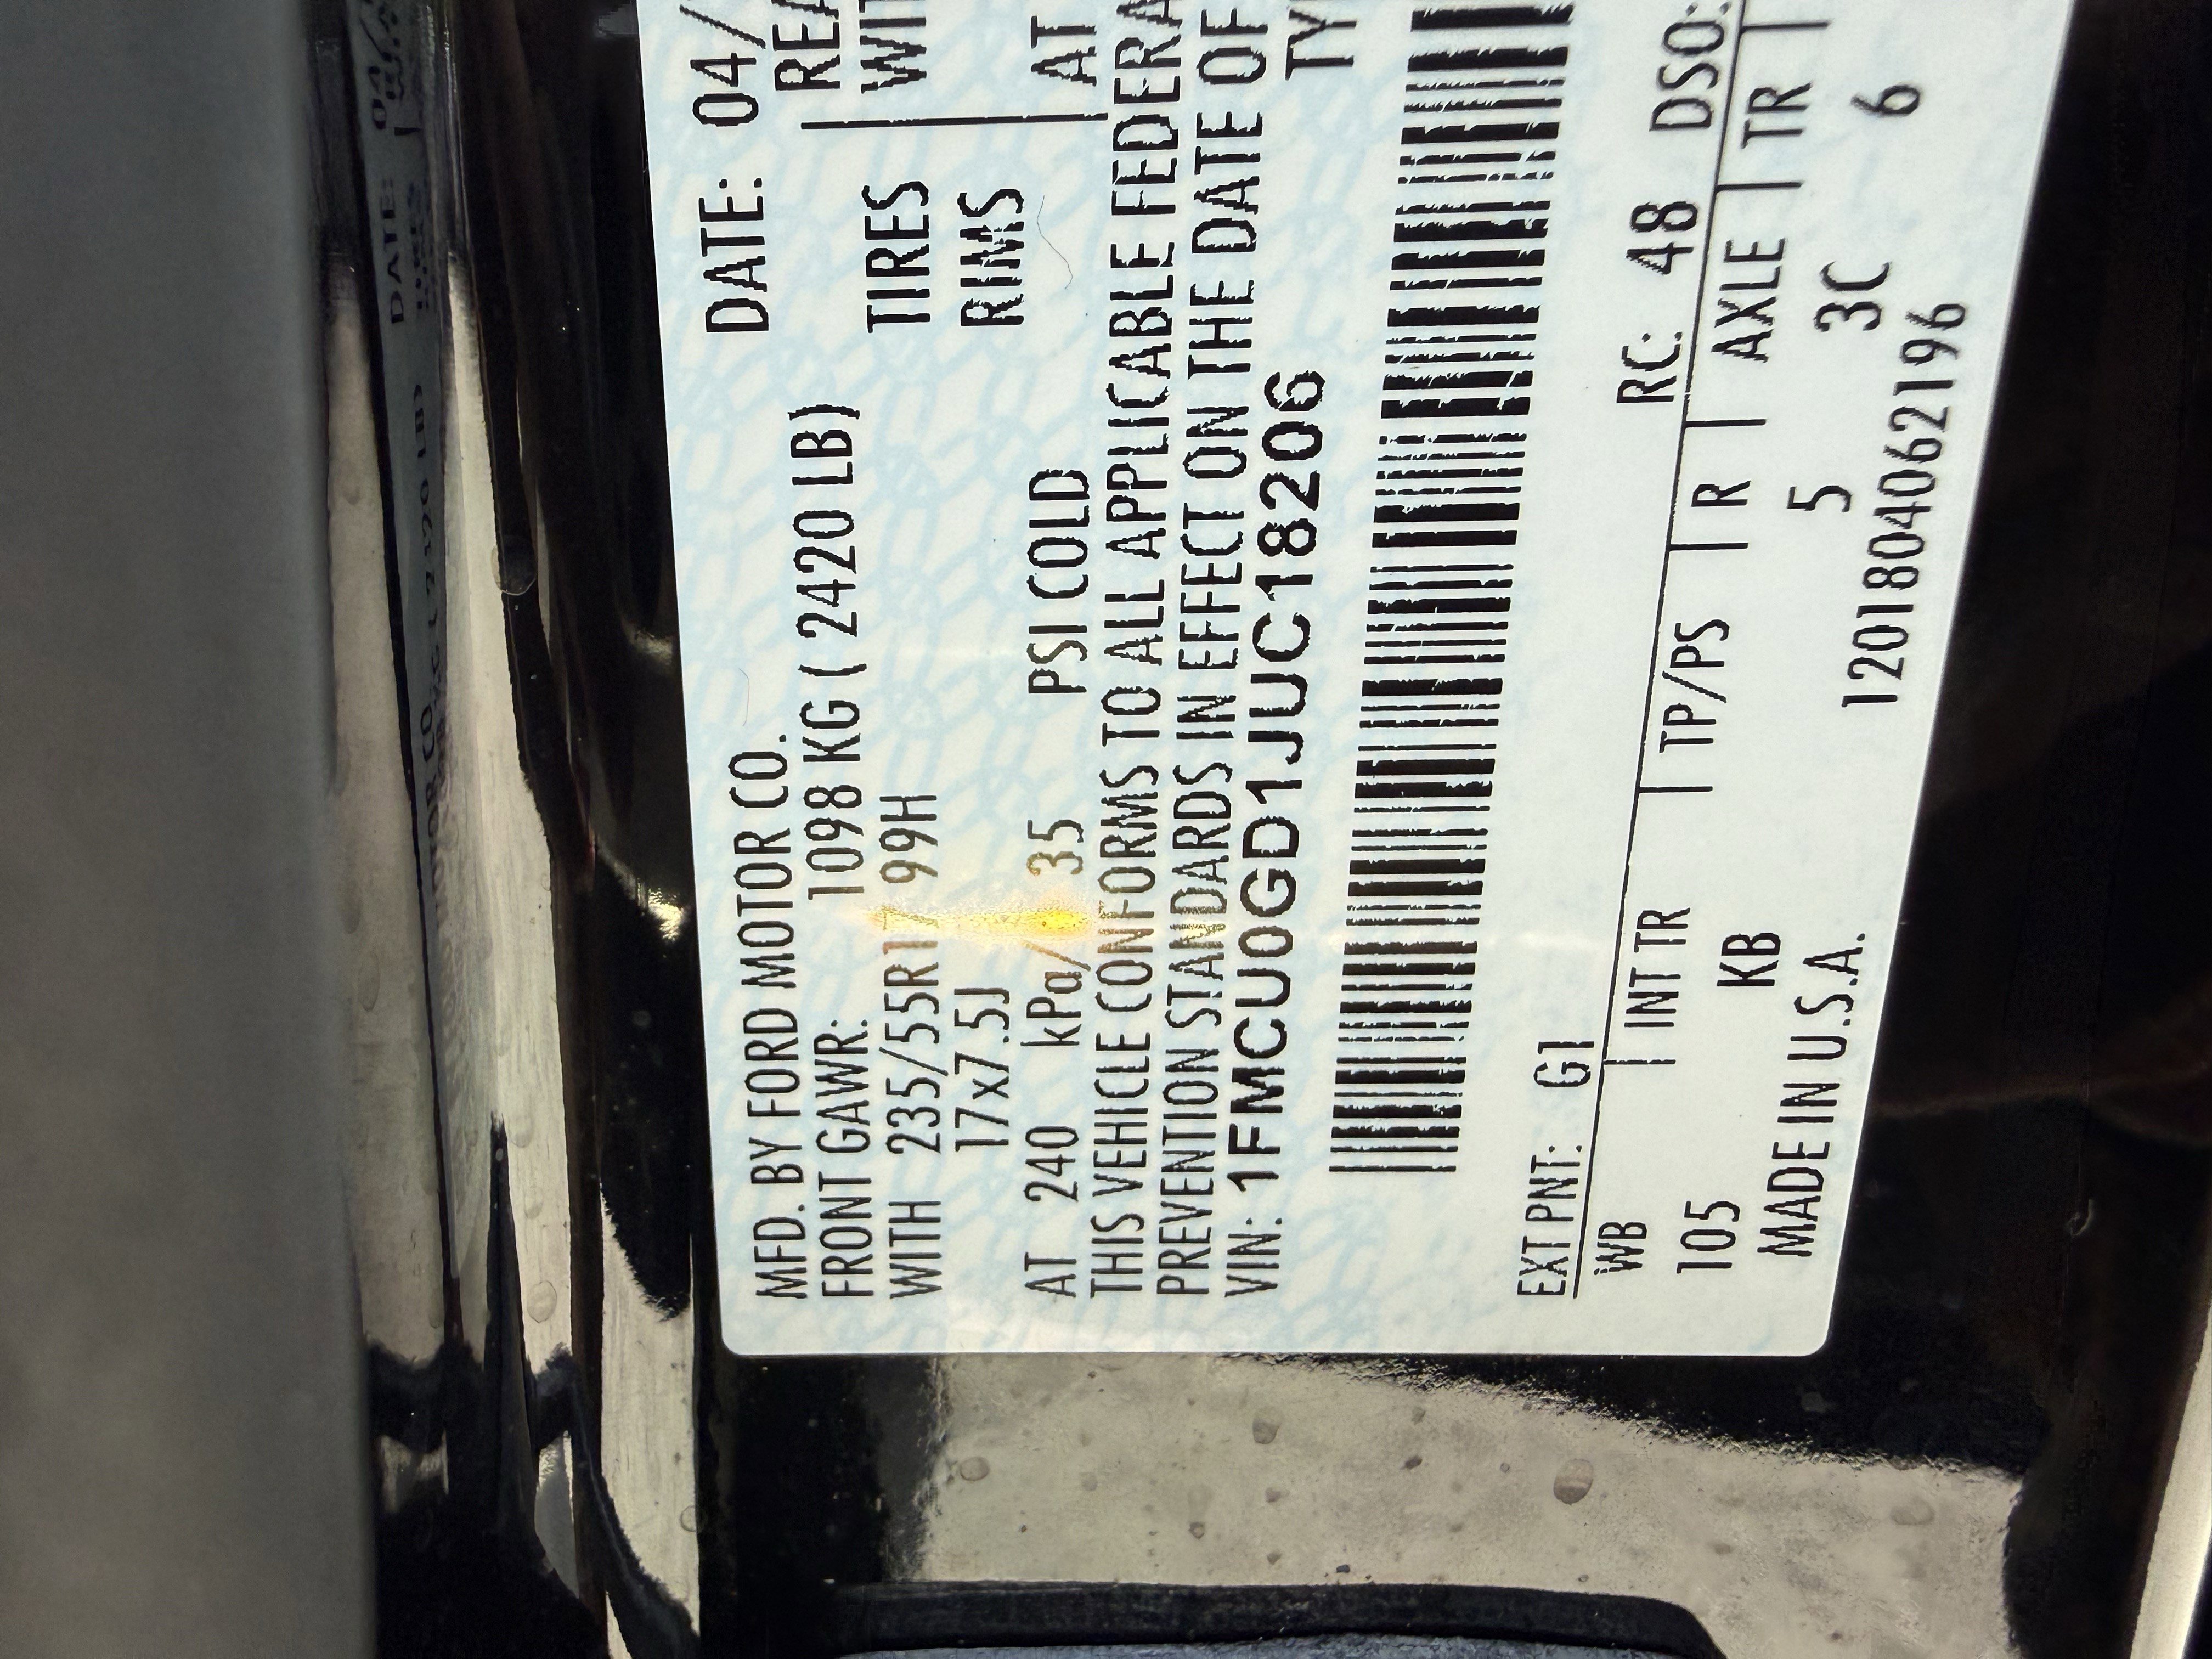 MFD. BY FORD MOTOR CO. DATE: 04/
FRONT GAWR: 1098 KG ( 2420 LB)
WITH 235/55R17 99H TIRES
17x7.5J RIMS
AT 240 kPa/ 35 PSI COLD AT
THIS VEHICLE CONFORMS TO ALL APPLICABLE
PREVENTION STANDARDS IN EFFECT ON THE DATE OF
VIN: 1FMCU0GD1JUC18206
EXT PNT: G1 RC: 48 DSO:
WB INT TR TP/PS R AXLE TR
105 KB 5 3C 6
MADE IN U.S.A. 1201804062196